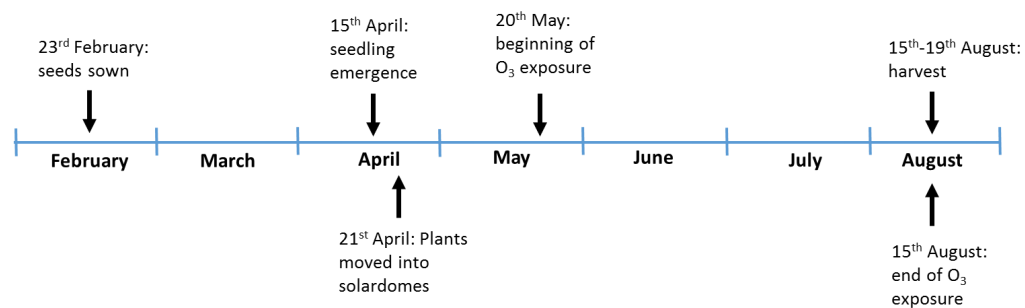 23rd February:
seeds sown
15th April:
seedling
emergence
20th May:
beginning of
O3 exposure
15th-19th August:
harvest
February
March
April
May
June
July
August
21st April: Plants
moved into
solardomes
15th August:
end of O3
exposure